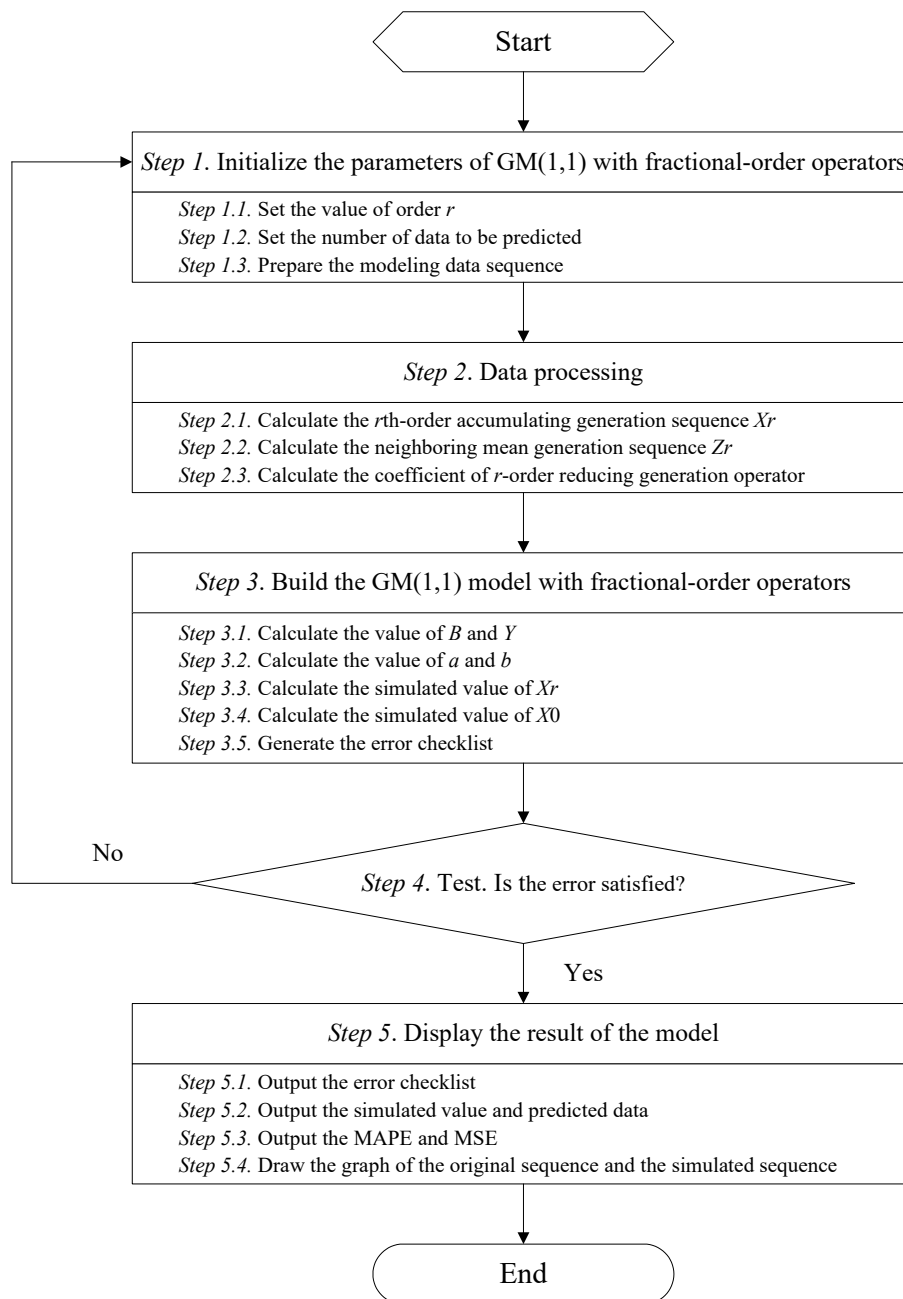 Start
Step 1. Initialize the parameters of GM(1,1) with fractional-order operators
Step 1.1. Set the value of order r
Step 1.2. Set the number of data to be predicted
Step 1.3. Prepare the modeling data sequence
Step 2. Data processing
Step 2.1. Calculate the rth-order accumulating generation sequence Xr
Step 2.2. Calculate the neighboring mean generation sequence Zr
Step 2.3. Calculate the coefficient of r-order reducing generation operator
Step 3. Build the GM(1,1) model with fractional-order operators
Step 3.1. Calculate the value of B and Y
Step 3.2. Calculate the value of a and b
Step 3.3. Calculate the simulated value of Xr
Step 3.4. Calculate the simulated value of X0
Step 3.5. Generate the error checklist
No
Step 4. Test. Is the error satisfied?
Yes
Step 5. Display the result of the model
Step 5.1. Output the error checklist
Step 5.2. Output the simulated value and predicted data
Step 5.3. Output the MAPE and MSE
Step 5.4. Draw the graph of the original sequence and the simulated sequence
End